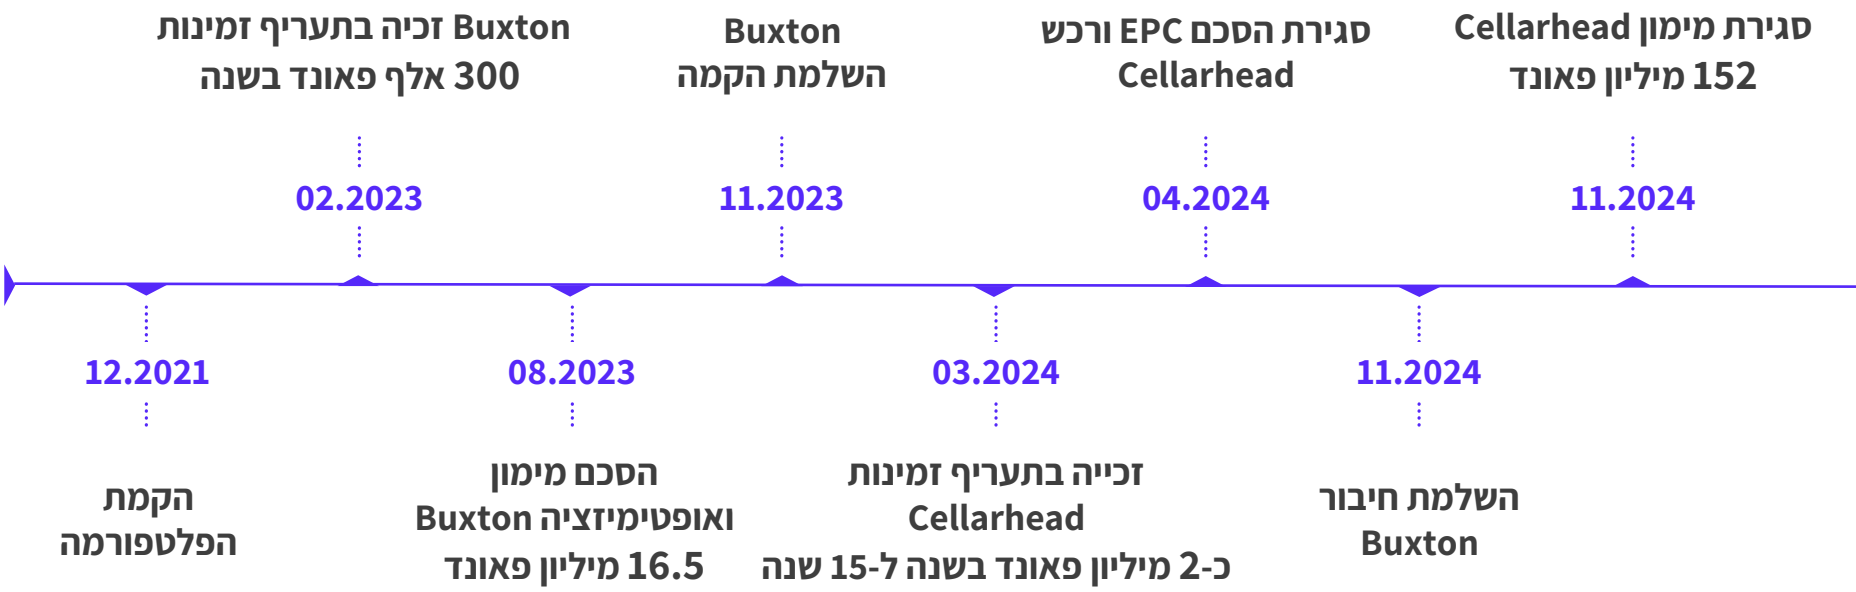 Buxton זכיה בתעריף זמינות
300 אלף פאונד בשנה
Buxton
השלמת הקמה
סגירת הסכם EPC ורכש
Cellarhead
סגירת מימון Cellarhead
152 מיליון פאונד
02.2023
11.2023
04.2024
11.2024
12.2021
08.2023
03.2024
11.2024
הקמת
הפלטפורמה
הסכם מימון
ואופטימיזציה Buxton
16.5 מיליון פאונד
זכייה בתעריף זמינות
Cellarhead
כ-2 מיליון פאונד בשנה ל-15 שנה
השלמת חיבור
Buxton